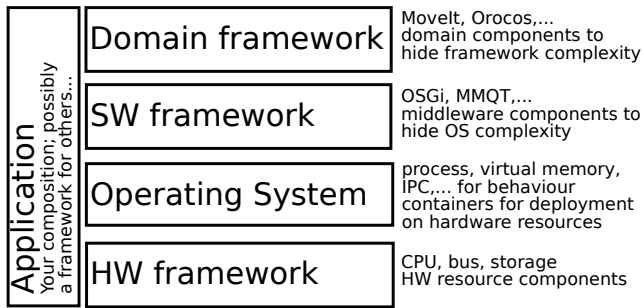 Application
Your composition; possibly
a framework for others...
Domain framework
MoveIt, Orocos,...
domain components to
hide framework complexity
SW framework
OSGi, MMQT,...
middleware components to
hide OS complexity
Operating System
process, virtual memory,
IPC,... for behaviour
containers for deployment
on hardware resources
HW framework
CPU, bus, storage
HW resource components